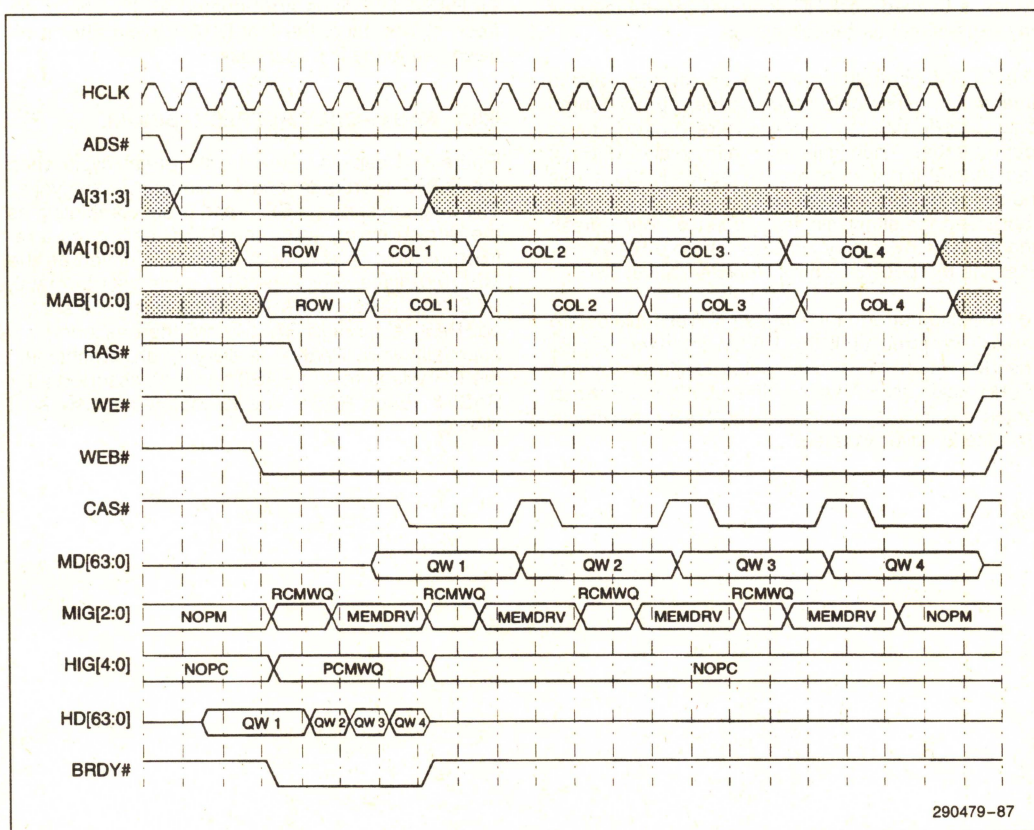 HCLK
ADS#
A[31:3]
MA[10:0] ROW COL 1 COL 2 COL 3 COL 4
MAB[10:0] ROW COL 1 COL 2 COL 3 COL 4
RAS#
WE#
WEB#
CAS#
MD[63:0] QW 1 QW 2 QW 3 QW 4
RCMWQ RCMWQ RCMWQ RCMWQ
MIG[2:0] NOPM MEMDRV MEMDRV MEMDRV MEMDRV NOPM
HIG[4:0] NOPC PCMWQ NOPC
HD[63:0] QW 1 QW 2 QW 3 QW 4
BRDY#
290479-87